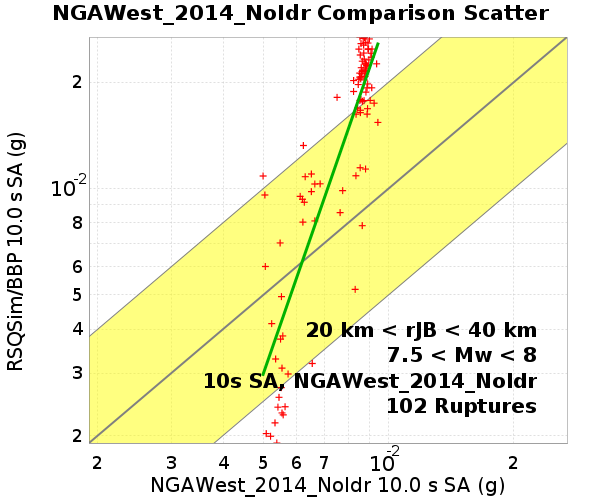 NGAWest_2014_NoIdr Comparison Scatter
RSQSim/BBP 10.0 s SA (g)
2
10-2
8
6
5
4
3
2
20 km < rJB < 40 km
7.5 < Mw < 8
10s SA, NGAWest_2014_NoIdr
102 Ruptures
2 3 4 5 6 7 10-2 2
NGAWest_2014_NoIdr 10.0 s SA (g)